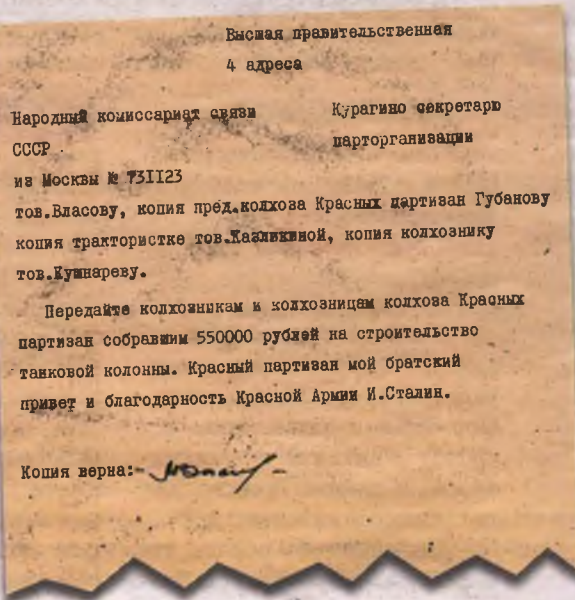 Высшая правительственная
4 адреса
Народный комиссариат связи
СССР
Курагино секретарю
парторганизации
из Москвы № 731123
тов.Власову, копия пред.колхоза Красных партизан Губанову
копия трактористке тов. копия колхознику
тов.Кушнареву.
Передайте колхозникам и колхозницам колхоза Красных
партизан собравшим 550000 рублей на строительство
танковой колонны. Красный партизан мой братский
привет и благодарность Красной Армии И.Сталин.
Копия верна:-